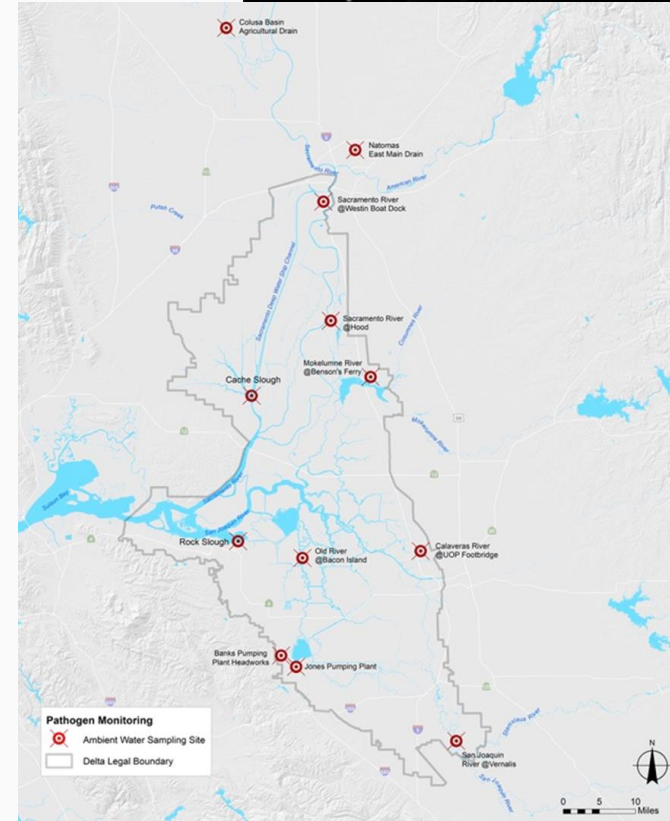 Colusa Basin
Agricultural Drain
Natomas
East Main Drain
Sacramento River
American River
Sacramento River
@Westin Boat Dock
Putah Creek
Sacramento Deep Water Ship Channel
Sacramento River
@Hood
Cosumnes River
Mokelumne River
@Benson's Ferry
Cache Slough
Mokelumne River
Sacramento River
Suisun Bay
San Joaquin River
Rock Slough
Old River
@Bacon Island
Calaveras River
@UOP Footbridge
Banks Pumping
Plant Headworks
Jones Pumping Plant
Stanislaus River
San Joaquin
River @Vernalis
San Joaquin River
Pathogen Monitoring
Ambient Water Sampling Site
Delta Legal Boundary
N
0 5 10
Miles